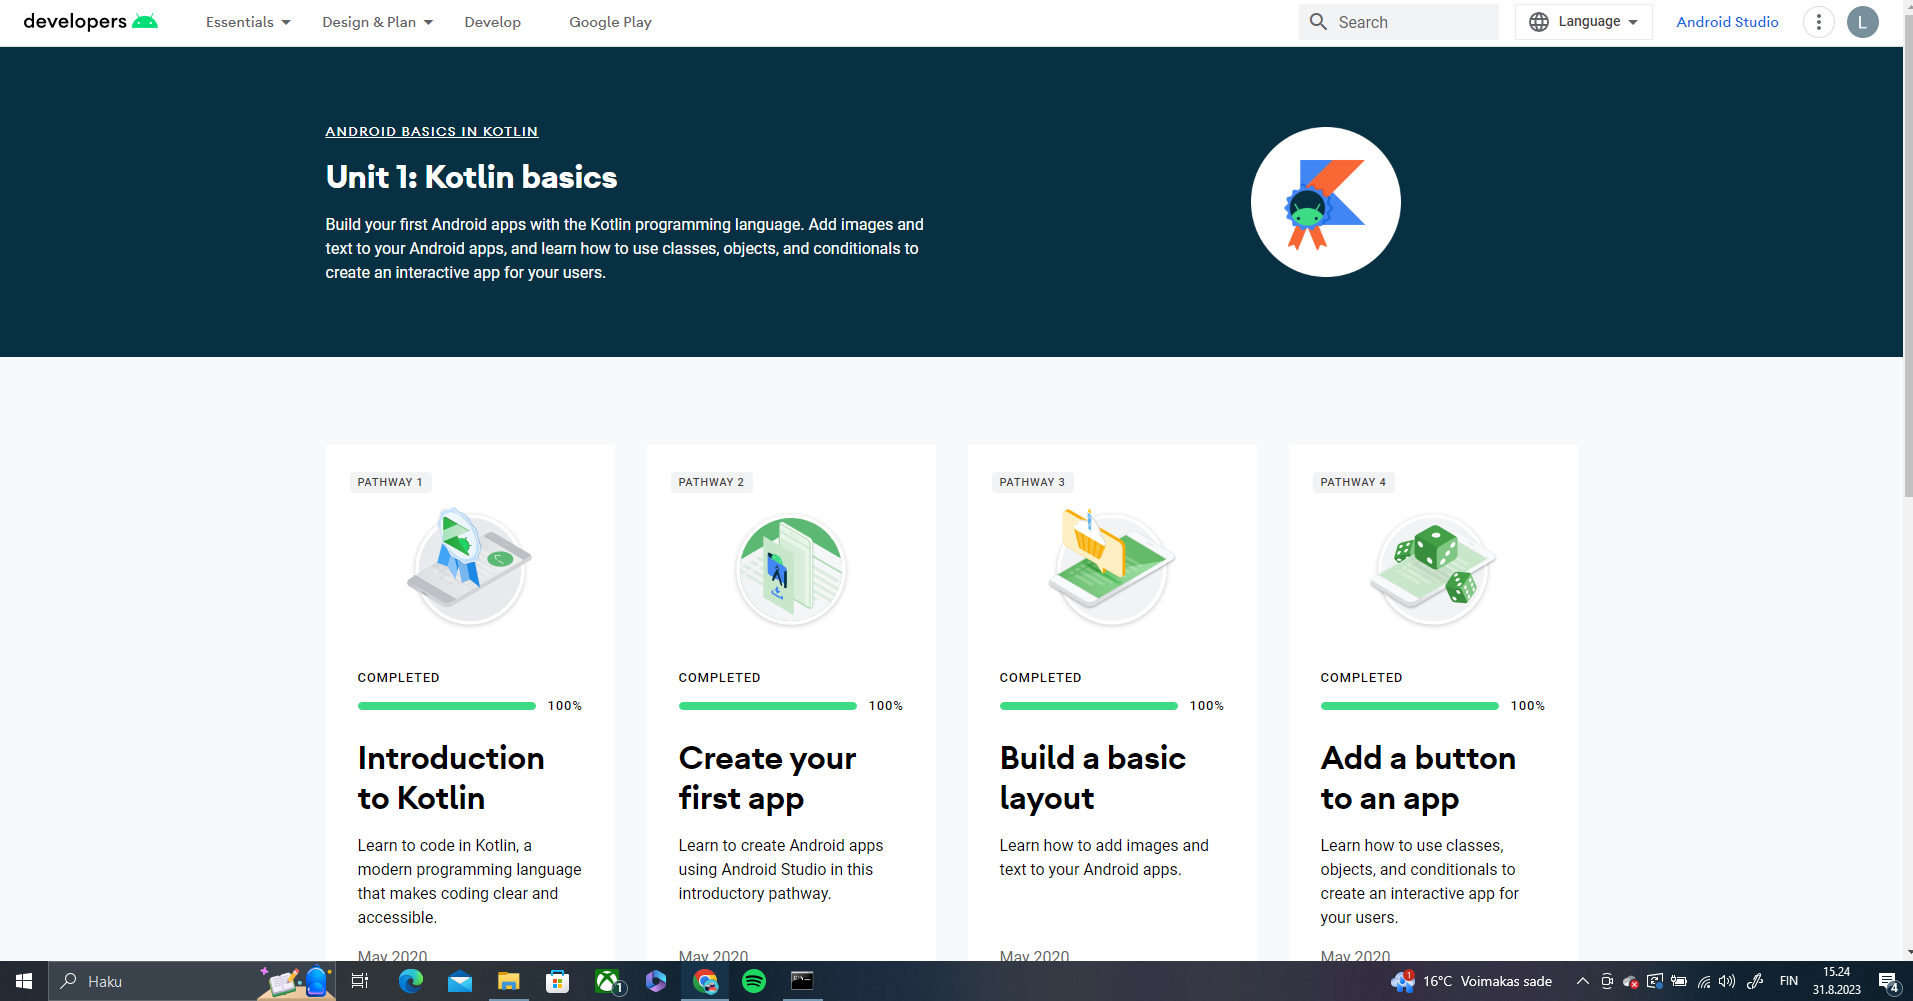 developers
Essentials
Design & Plan
Develop
Google Play
Search
Language
Android Studio
L
ANDROID BASICS IN KOTLIN
Unit 1: Kotlin basics
Build your first Android apps with the Kotlin programming language. Add images and
text to your Android apps, and learn how to use classes, objects, and conditionals to
create an interactive app for your users.
PATHWAY 1
COMPLETED
100%
Introduction
to Kotlin
Learn to code in Kotlin, a
modern programming language
that makes coding clear and
accessible.
May 2020
PATHWAY 2
COMPLETED
100%
Create your
first app
Learn to create Android apps
using Android Studio in this
introductory pathway.
May 2020
PATHWAY 3
COMPLETED
100%
Build a basic
layout
Learn how to add images and
text to your Android apps.
May 2020
PATHWAY 4
COMPLETED
100%
Add a button
to an app
Learn how to use classes,
objects, and conditionals to
create an interactive app for
your users.
May 2020
Haku
1
1
16°C Voimakas sade
FIN
15.24
31.8.2023
4